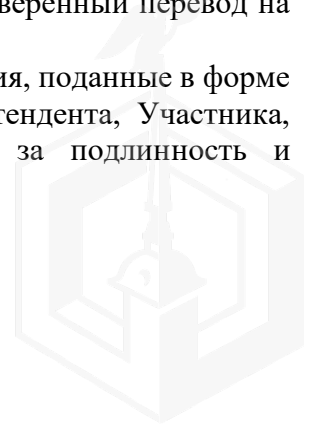 веренный перевод на
ия, поданные в форме
тендента, Участника,
за подлинность и